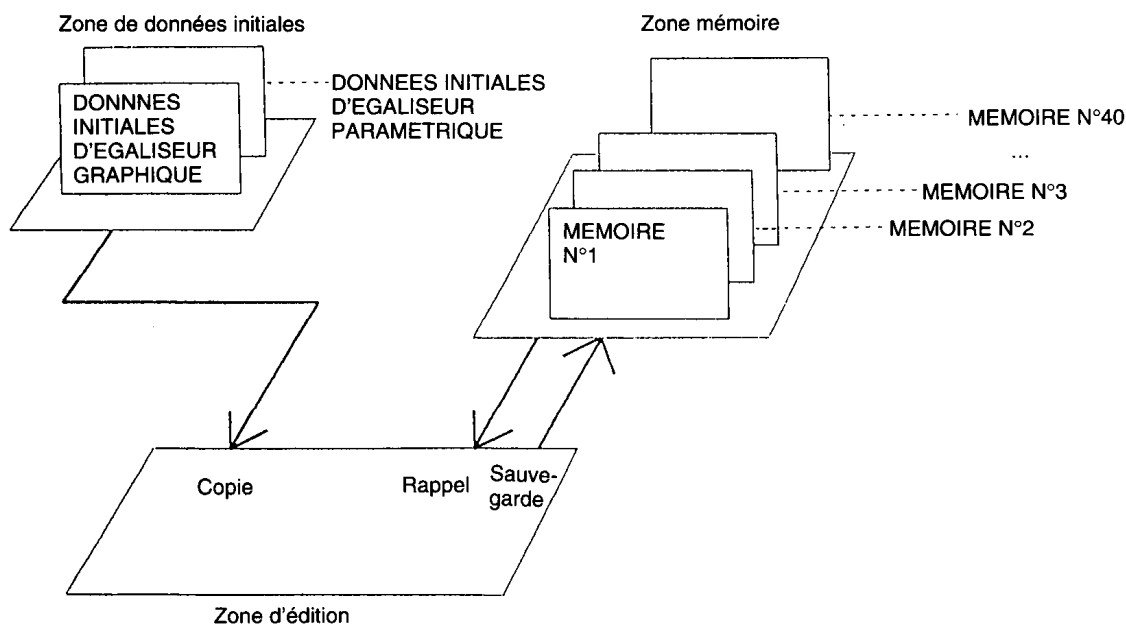 Zone de données initiales
DONNNES
INITIALES
D'EGALISEUR
GRAPHIQUE
DONNEES INITIALES
D'EGALISEUR
PARAMETRIQUE
Zone mémoire
MEMOIRE N°40
...
MEMOIRE N°3
MEMOIRE N°2
MEMOIRE
N°1
Copie
Rappel
Sauve-
garde
Zone d'édition